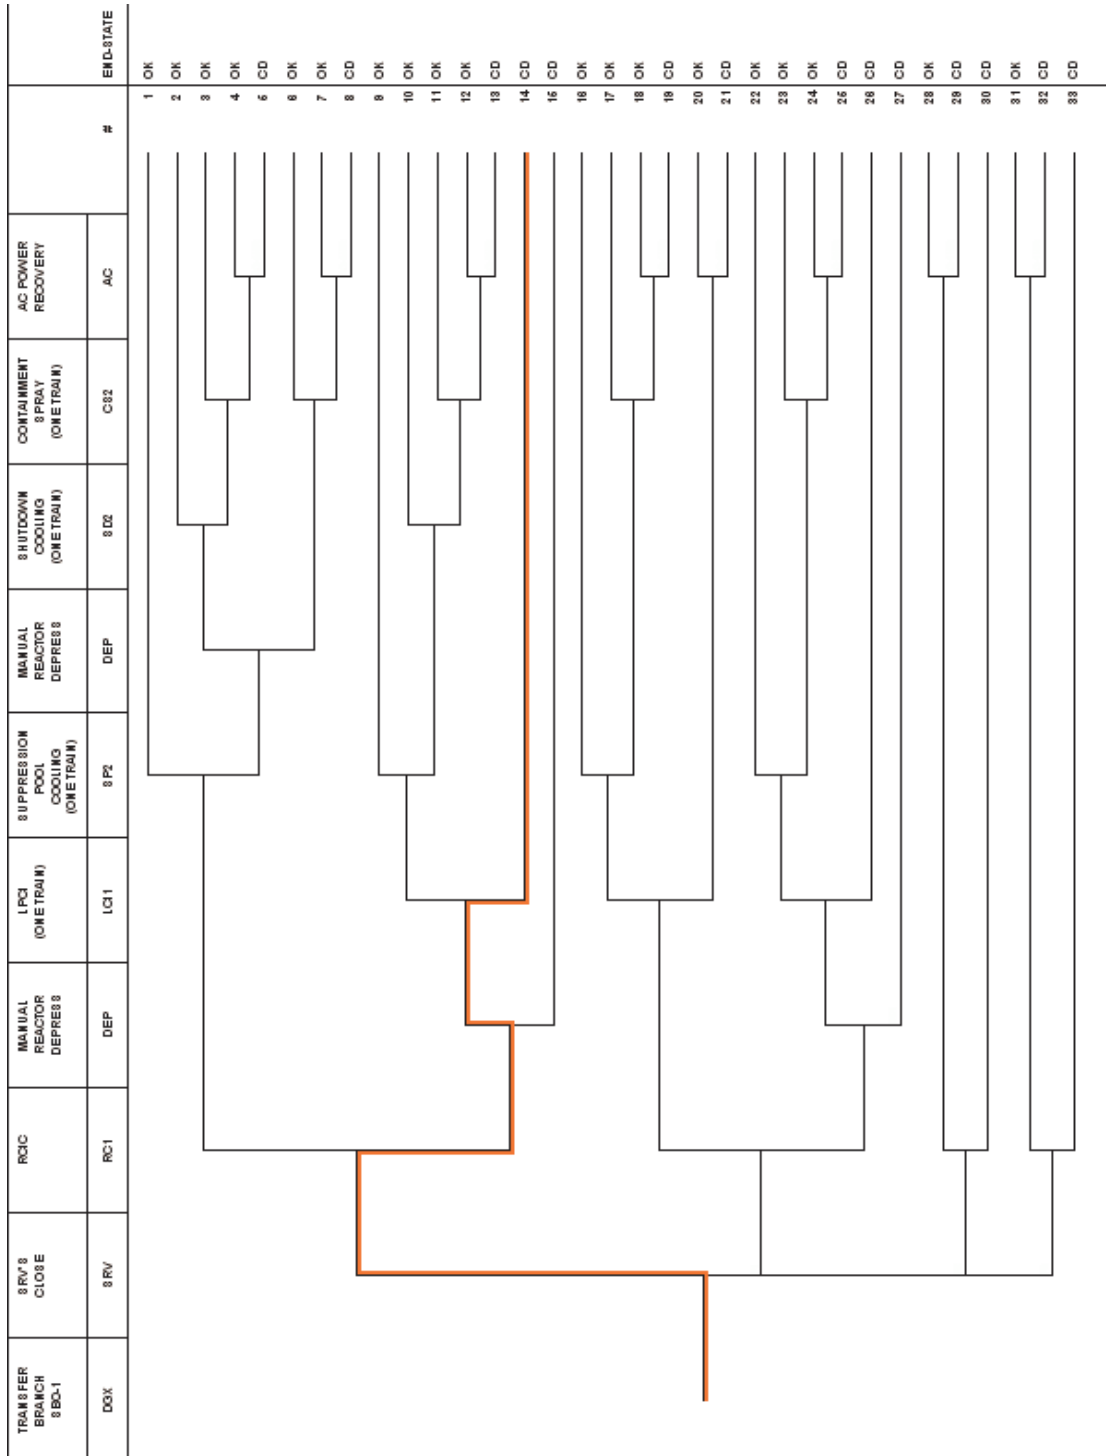 TRANSFER
BRANCH
SBO-1
SRV'S
CLOSE
RCIC
MANUAL
REACTOR
DEPRESS
LPCI
(ONE TRAIN)
SUPPRESSION
POOL
COOLING
(ONE TRAIN)
MANUAL
REACTOR
DEPRESS
SHUTDOWN
COOLING
(ONE TRAIN)
CONTAINMENT
SPRAY
(ONE TRAIN)
AC POWER
RECOVERY
DGX
SRV
RC1
DEP
LCI1
SP2
DEP
SD2
CS2
AC
#
END-STATE
1 OK
2 OK
3 OK
4 OK
5 CD
6 OK
7 OK
8 CD
9 OK
10 OK
11 OK
12 OK
13 CD
14 CD
15 CD
16 OK
17 OK
18 OK
19 CD
20 OK
21 CD
22 OK
23 OK
24 OK
25 CD
26 CD
27 CD
28 OK
29 CD
30 CD
31 OK
32 CD
33 CD